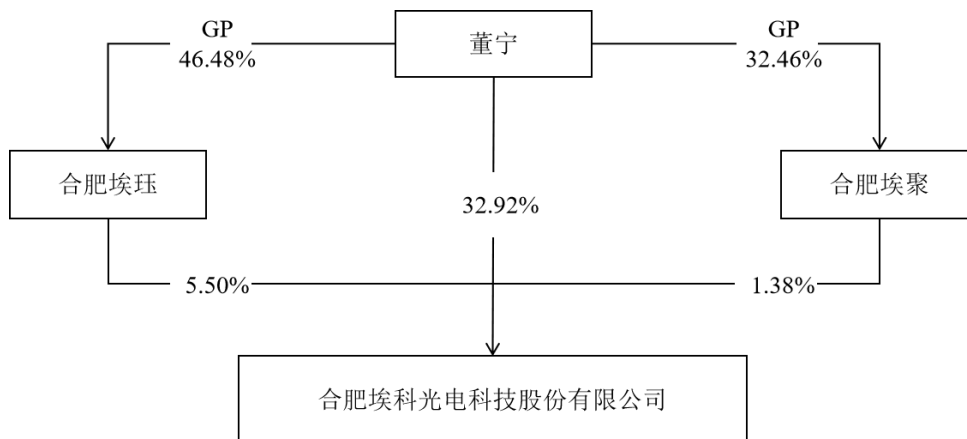 GP
46.48%
董宁
GP
32.46%
合肥埃珏
32.92%
合肥埃聚
5.50%
1.38%
合肥埃科光电科技股份有限公司